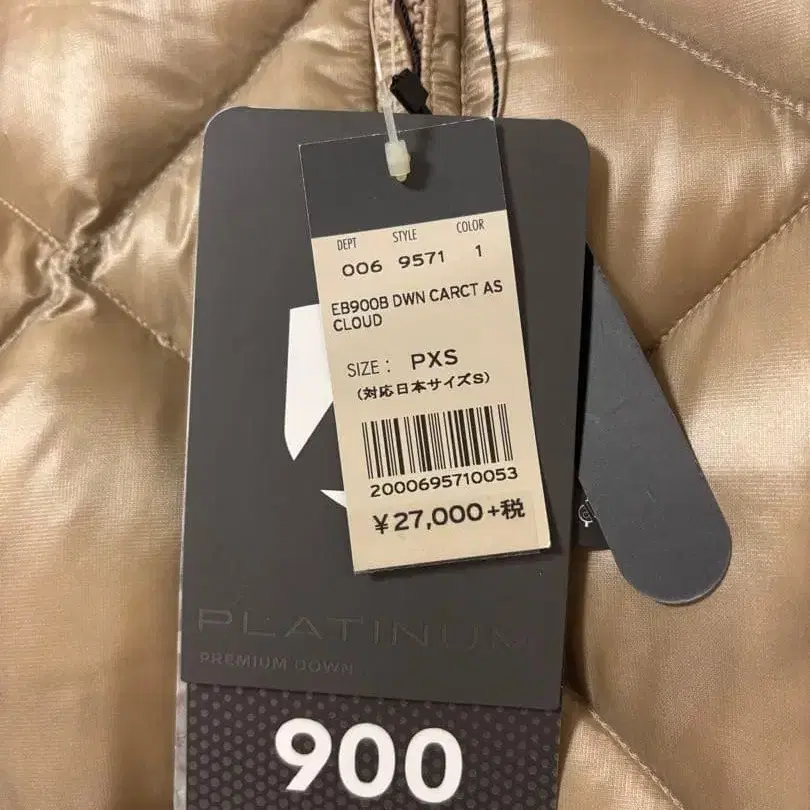 DEPT STYLE COLOR
006 9571 1
EB900B DWN CARCT AS
CLOUD
SIZE : PXS
(対応日本サイズS)
2000695710053
¥27,000+税
PLATINUM
PREMIUM DOWN
900